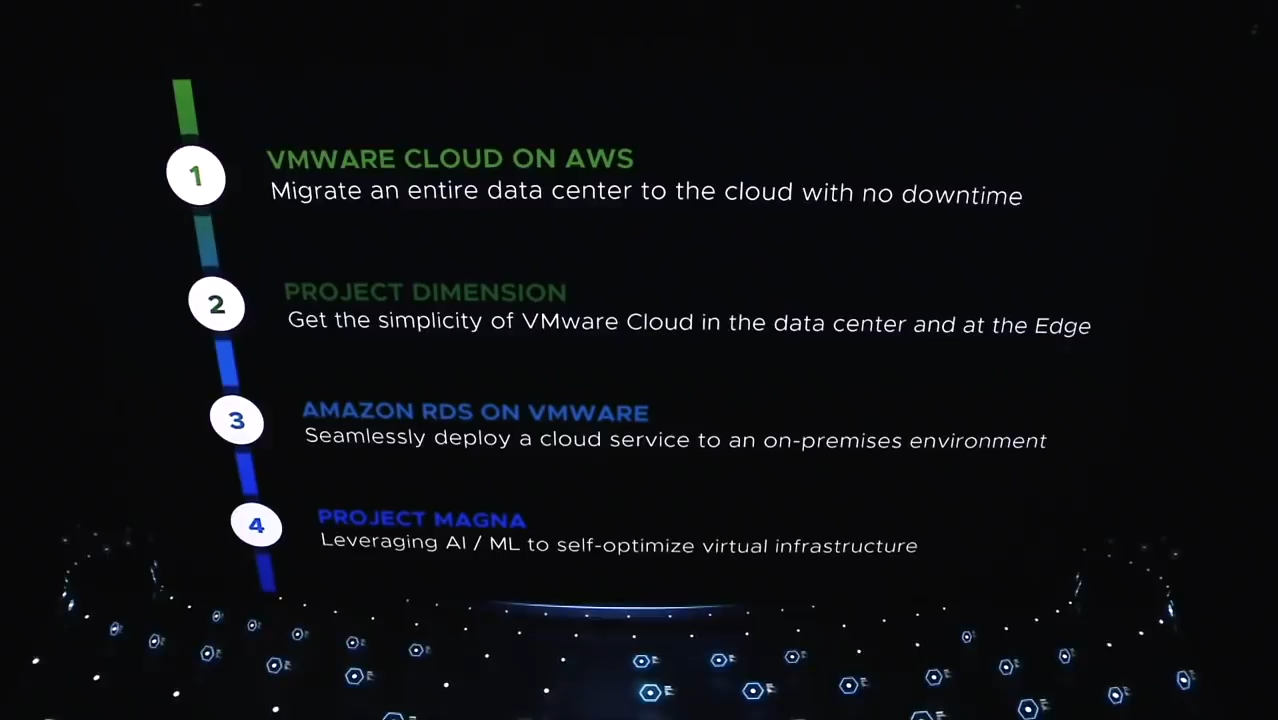 1
VMWARE CLOUD ON AWS
Migrate an entire data center to the cloud with no downtime
2
PROJECT DIMENSION
Get the simplicity of VMware Cloud in the data center and at the Edge
3
AMAZON RDS ON VMWARE
Seamlessly deploy a cloud service to an on-premises environment
4
PROJECT MAGNA
Leveraging AI / ML to self-optimize virtual infrastructure